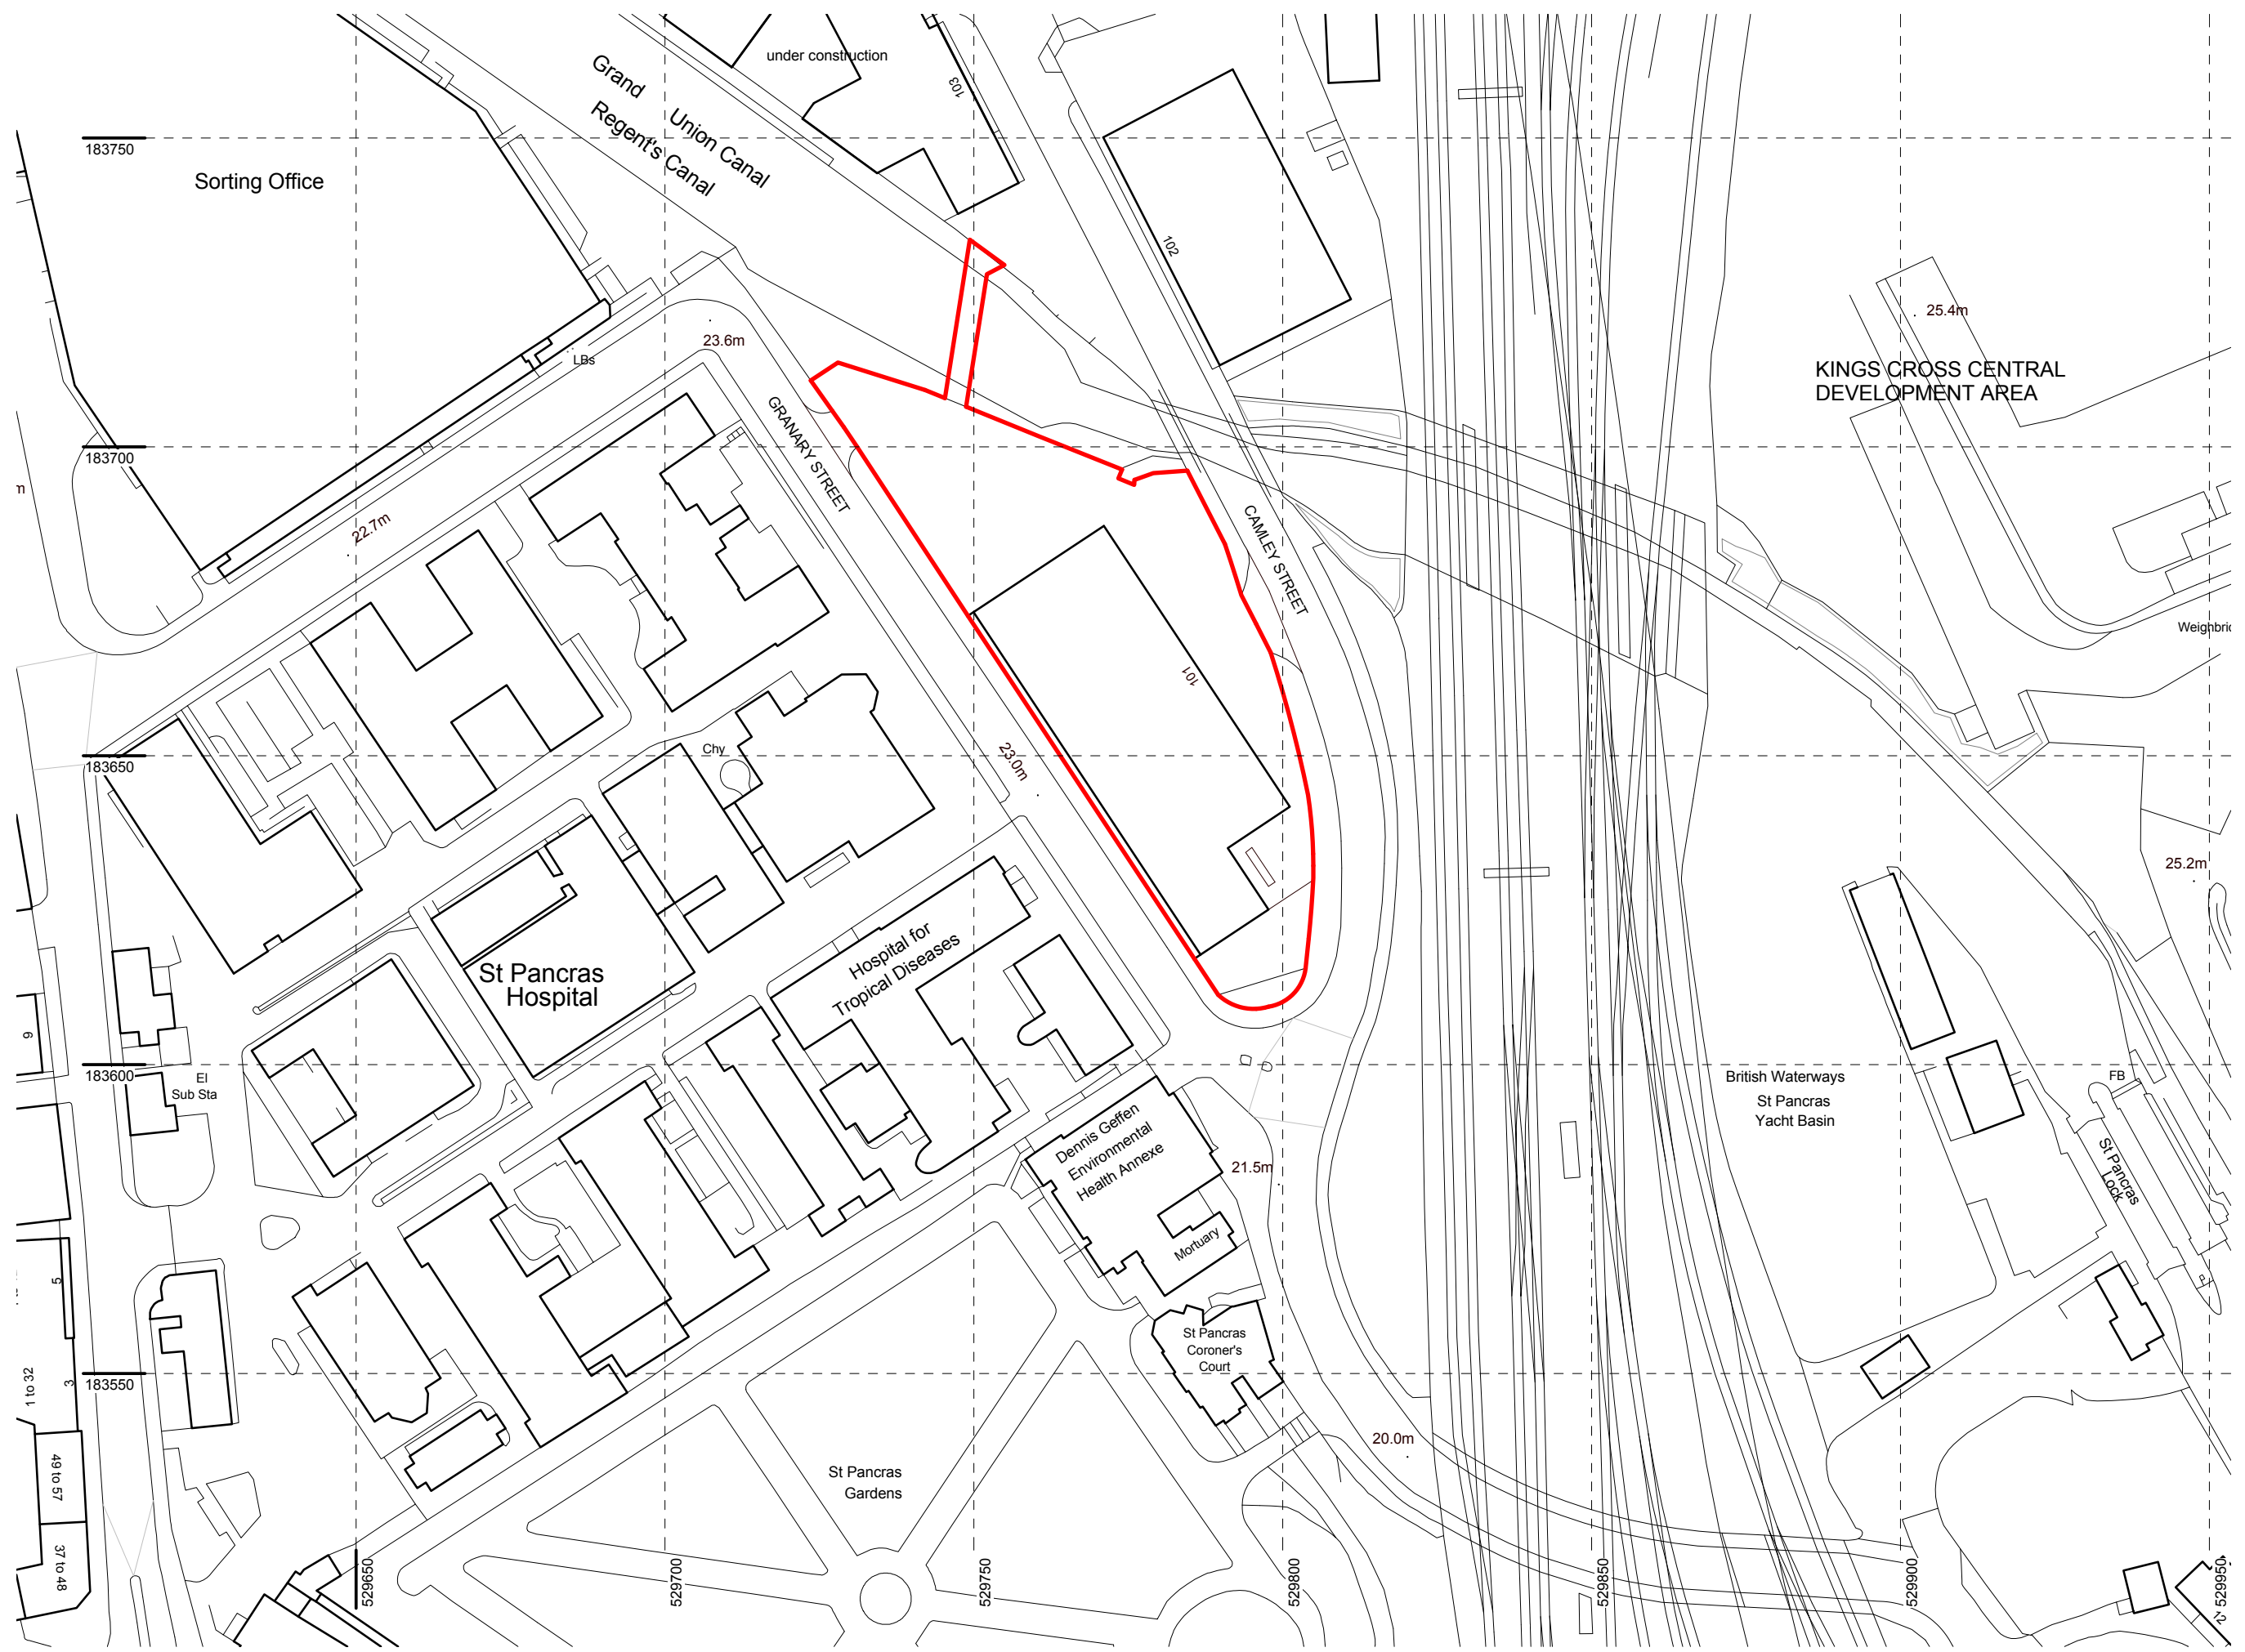 under construction
Grand
Union Canal
Regent's Canal
103
183750
Sorting Office
102
25.4m
23.6m
LBs
KINGS CROSS CENTRAL
DEVELOPMENT AREA
GRANARY STREET
183700
m
22.7m
CAMLEY STREET
Weighbri
101
Chy
23.0m
183650
25.2m
Hospital for
Tropical Diseases
St Pancras
Hospital
9
183600
El
Sub Sta
British Waterways
St Pancras
Yacht Basin
FB
Dennis Geffen
Environmental
Health Annexe
21.5m
St Pancras
Lock
Mortuary
5
P
St Pancras
Coroner's
Court
1 to 32
3
183550
20.0m
49 to 57
St Pancras
Gardens
37 to 48
529650
529700
529750
529800
529850
529900
529950
12